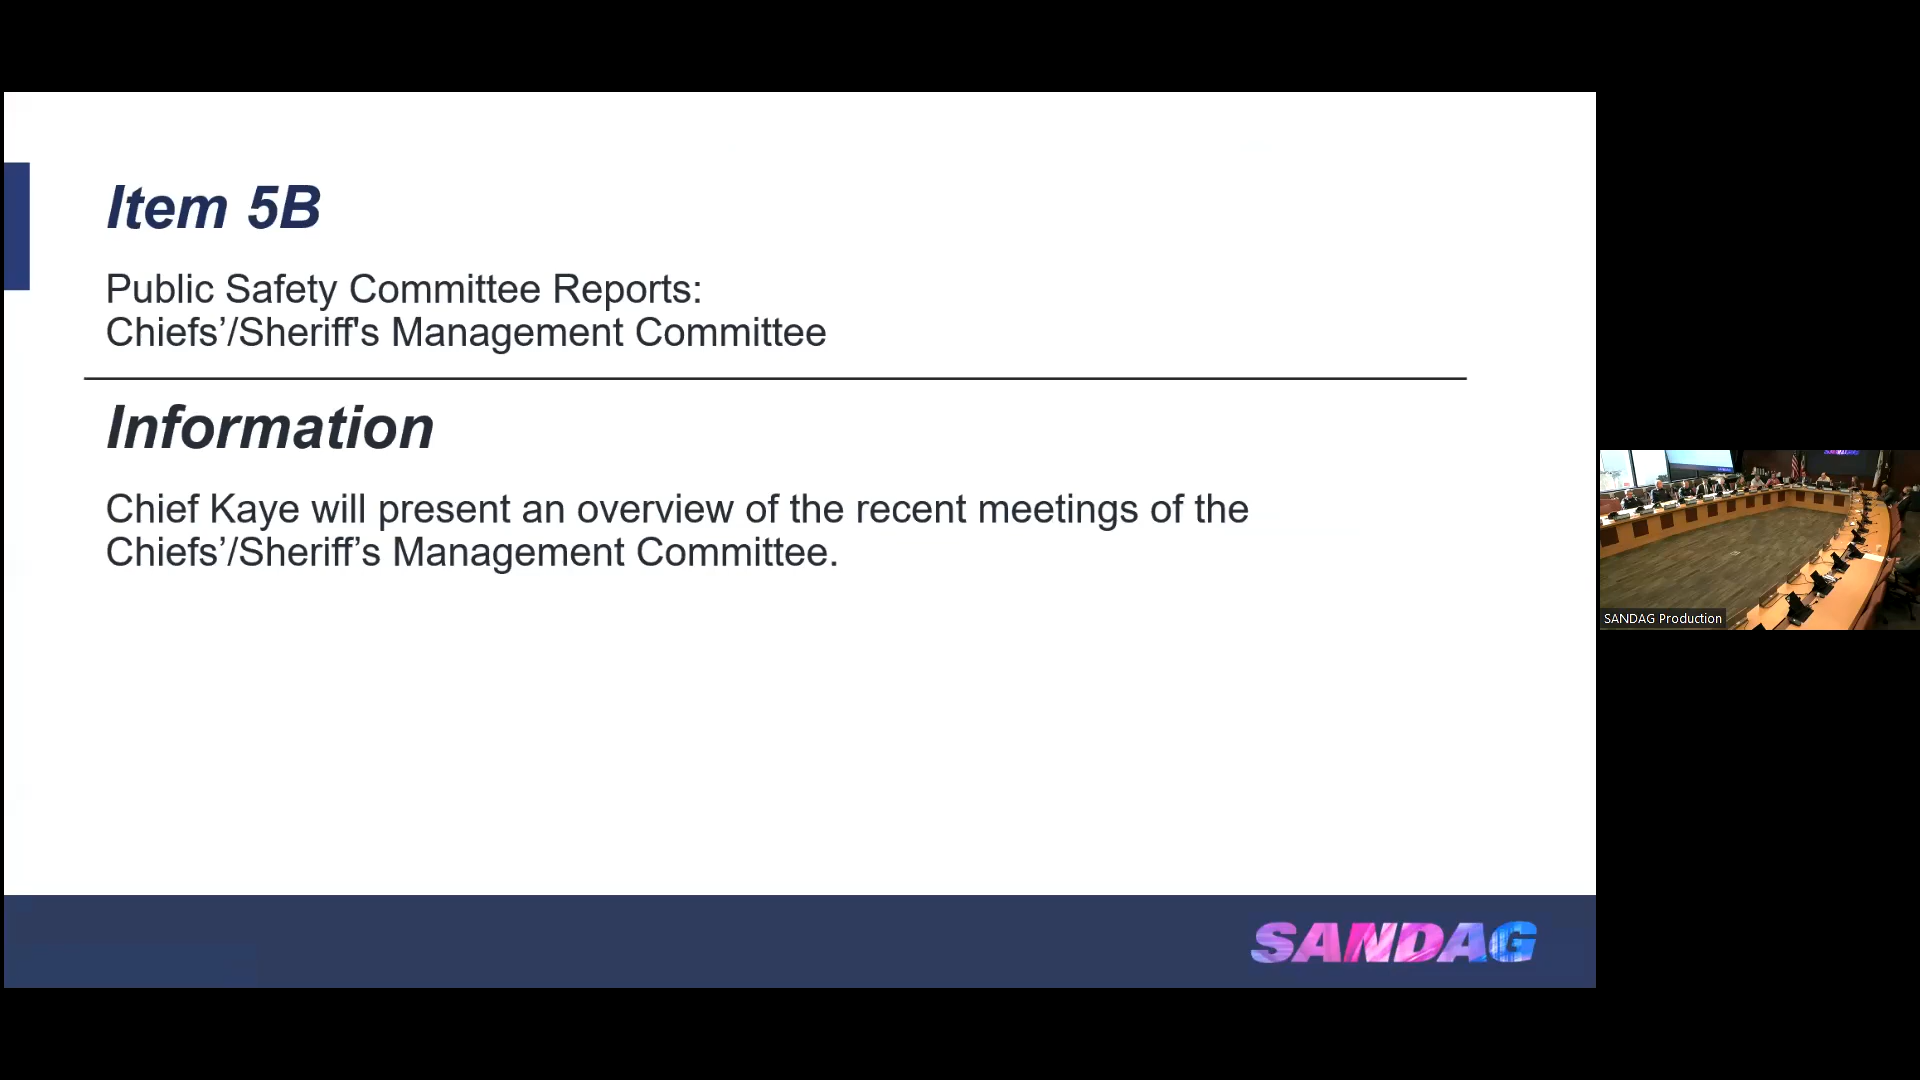 Item 5B
Public Safety Committee Reports:
Chiefs’/Sheriff's Management Committee
Information
Chief Kaye will present an overview of the recent meetings of the
Chiefs’/Sheriff’s Management Committee.
SANDAG
SANDAG Production